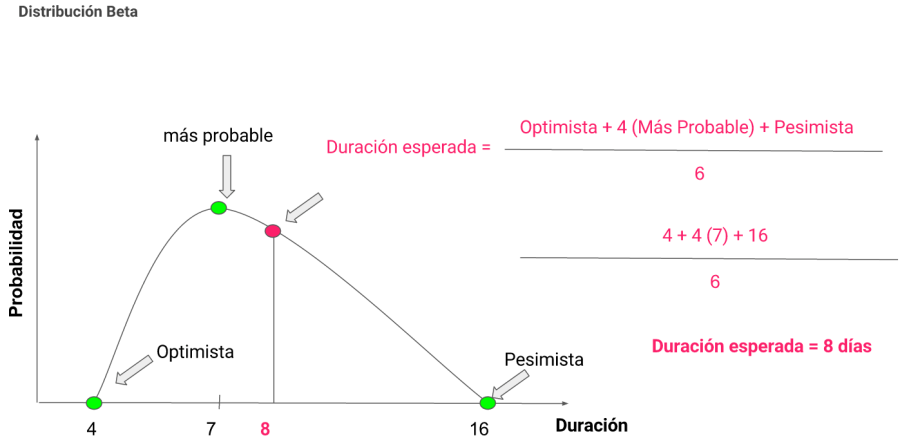 Distribución Beta
más probable
Duración esperada =
Optimista + 4 (Más Probable) + Pesimista
6
4 + 4 (7) + 16
6
Duración esperada = 8 días
Probabilidad
Optimista
Pesimista
4
7
8
16
Duración